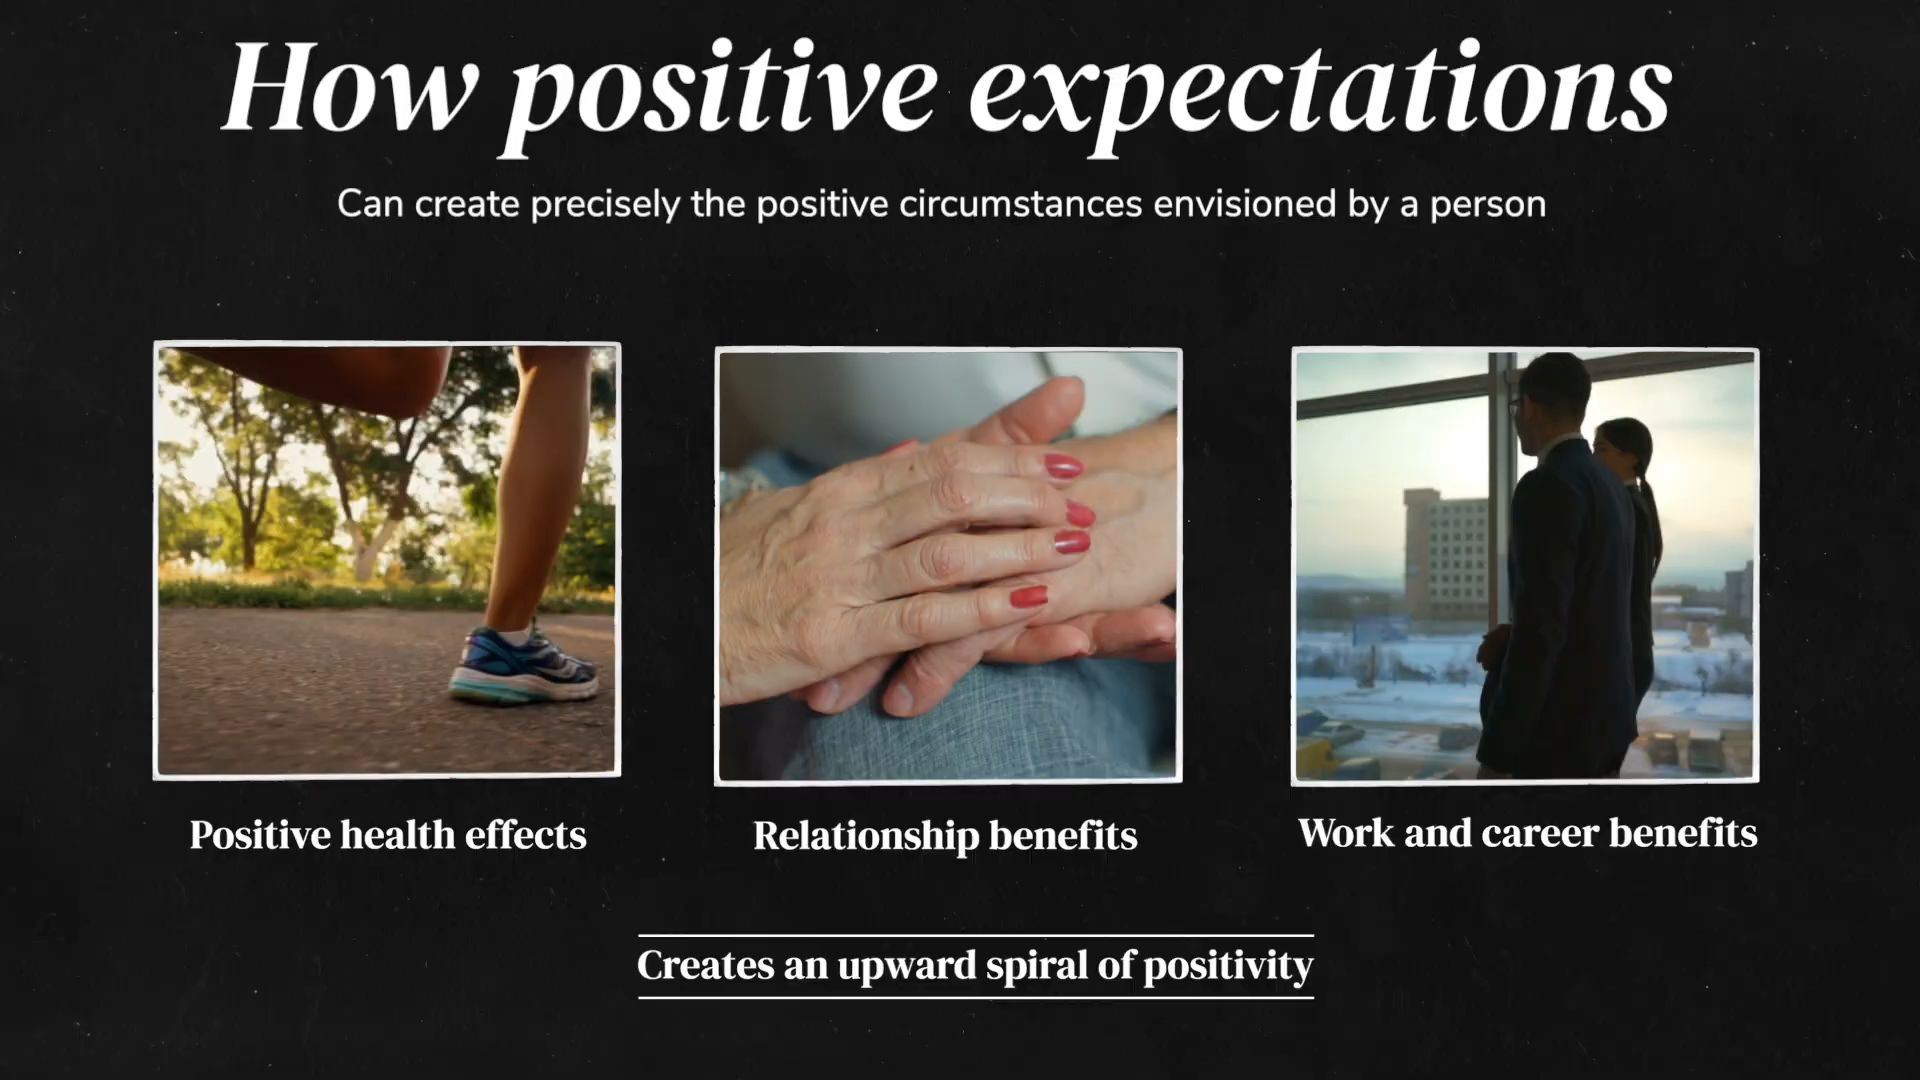 How positive expectations
Can create precisely the positive circumstances envisioned by a person
Positive health effects
Relationship benefits
Work and career benefits
Creates an upward spiral of positivity